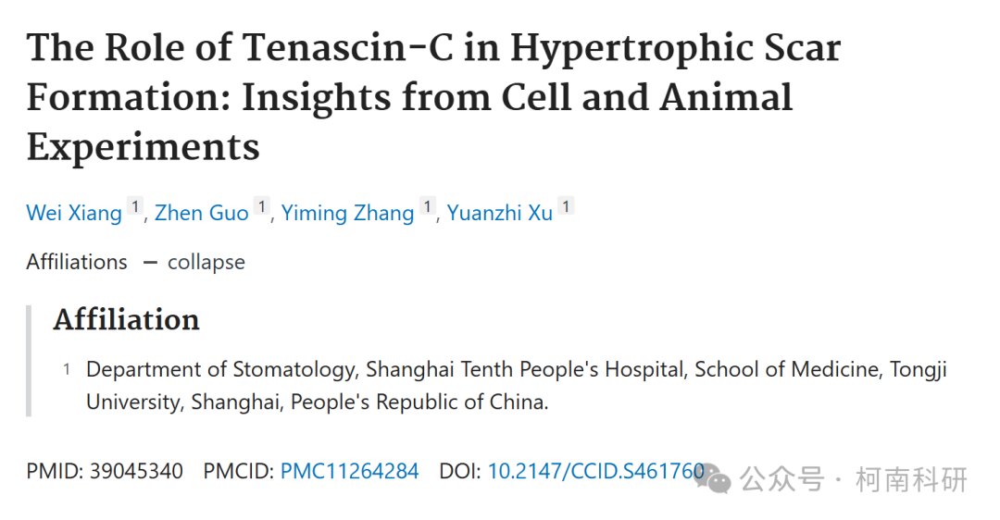 The Role of Tenascin-C in Hypertrophic Scar
Formation: Insights from Cell and Animal
Experiments
Wei Xiang 1, Zhen Guo 1, Yiming Zhang 1, Yuanzhi Xu 1
Affiliations — collapse
Affiliation
1 Department of Stomatology, Shanghai Tenth People's Hospital, School of Medicine, Tongji
University, Shanghai, People's Republic of China.
PMID: 39045340 PMCID: PMC11264284 DOI: 10.2147/CCID.S461760
公众号 · 柯南科研